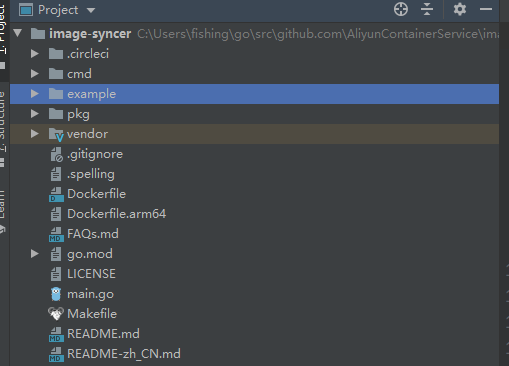 Project
1: Project
image-syncer C:\Users\fishing\go\src\github.com\AliyunContainerService\ima
.circleci
cmd
example
pkg
vendor
.gitignore
.spelling
Dockerfile
Dockerfile.arm64
FAQs.md
go.mod
LICENSE
main.go
Makefile
README.md
README-zh_CN.md
Z: Structure
Learn